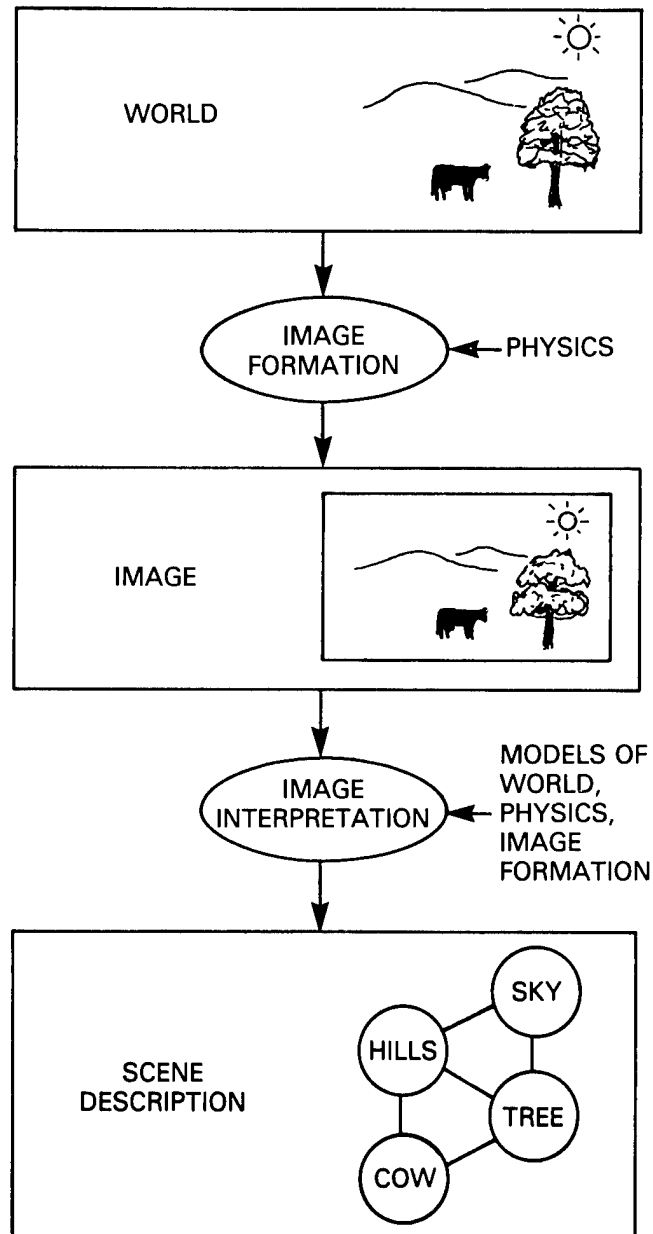 WORLD
IMAGE
FORMATION
PHYSICS
IMAGE
IMAGE
INTERPRETATION
MODELS OF
WORLD,
PHYSICS,
IMAGE
FORMATION
SCENE
DESCRIPTION
SKY
HILLS
TREE
COW